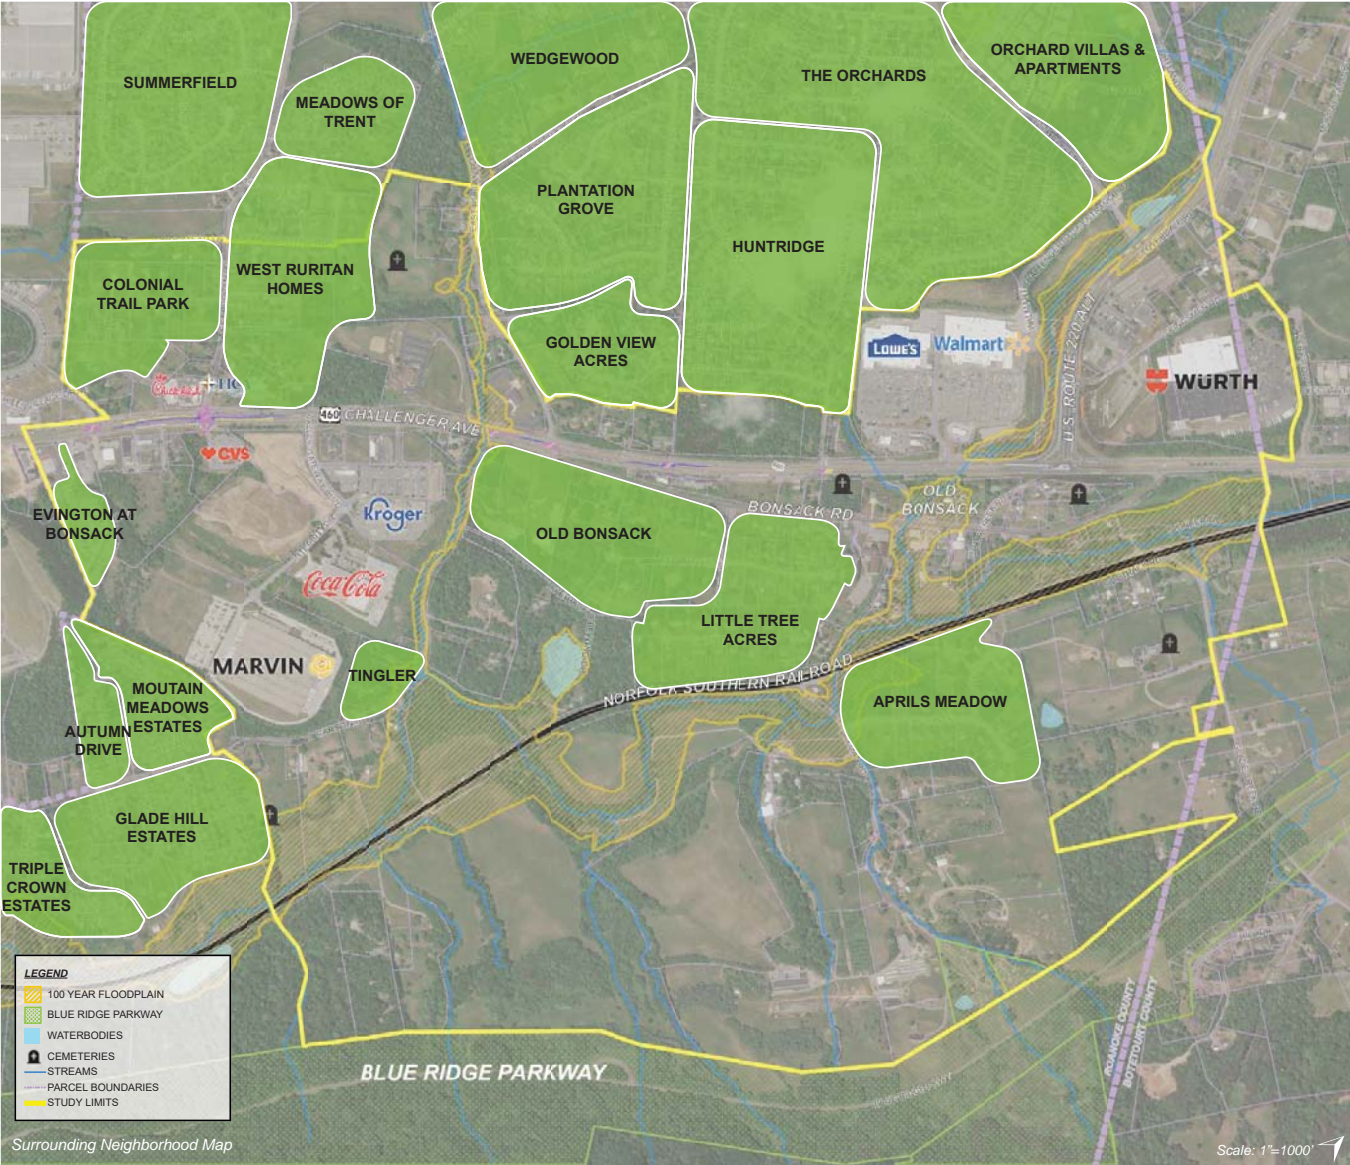 SUMMERFIELD
MEADOWS OF
TRENT
WEDGEWOOD
THE ORCHARDS
ORCHARD VILLAS &
APARTMENTS
PLANTATION
GROVE
HUNTRIDGE
COLONIAL
TRAIL PARK
WEST RURITAN
HOMES
GOLDEN VIEW
ACRES
LOWE'S
Walmart
U.S. ROUTE 220 ALT
WÜRTH
Chick-fil-A
460
CHALLENGER AVE
CVS
kroger
EVINGTON AT
BONSACK
OLD BONSACK
BONSACK RD
OLD
BONSACK
Coca-Cola
LITTLE TREE
ACRES
MARVIN
TINGLER
NORFOLK SOUTHERN RAILROAD
APRILS MEADOW
MOUTAIN
MEADOWS
ESTATES
AUTUMN
DRIVE
GLADE HILL
ESTATES
TRIPLE
CROWN
ESTATES
LEGEND
100 YEAR FLOODPLAIN
BLUE RIDGE PARKWAY
WATERBODIES
CEMETERIES
STREAMS
PARCEL BOUNDARIES
STUDY LIMITS
BLUE RIDGE PARKWAY
ROANOKE COUNTY
BOTETOURT COUNTY
Surrounding Neighborhood Map
Scale: 1"=1000'